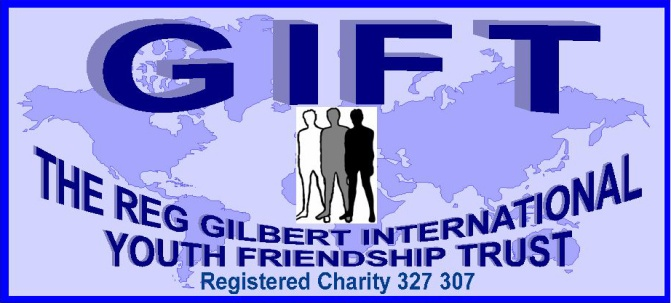 GIFT
THE REG GILBERT INTERNATIONAL
YOUTH FRIENDSHIP TRUST
Registered Charity 327 307